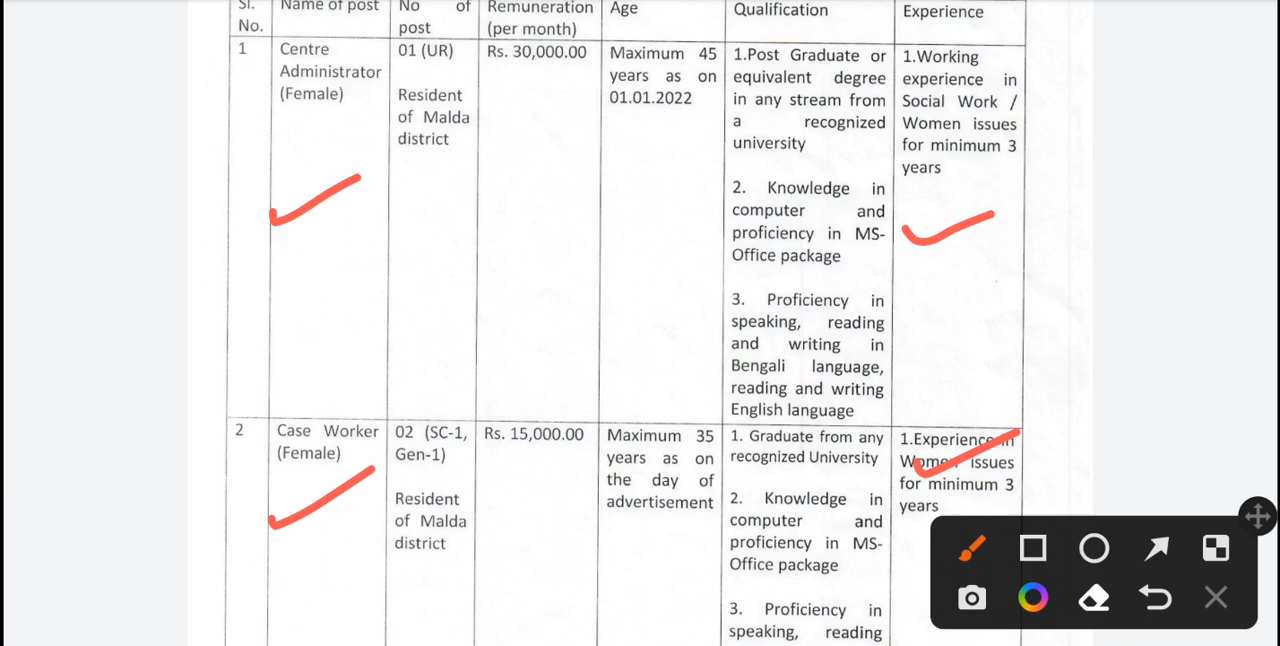 Sl. No.
Name of post
No of post
Remuneration (per month)
Age
Qualification
Experience
1
Centre
Administrator
(Female)
01 (UR)
Resident
of Malda
district
Rs. 30,000.00
Maximum 45
years as on
01.01.2022
1.Post Graduate or
equivalent degree
in any stream from
a recognized
university
2. Knowledge in
computer and
proficiency in MS-
Office package
3. Proficiency in
speaking, reading
and writing in
Bengali language,
reading and writing
English language
1.Working
experience in
Social Work /
Women issues
for minimum 3
years
2
Case Worker
(Female)
02 (SC-1,
Gen-1)
Resident
of Malda
district
Rs. 15,000.00
Maximum 35
years as on
the day of
advertisement
1. Graduate from any
recognized University
2. Knowledge in
computer and
proficiency in MS-
Office package
3. Proficiency in
speaking, reading
1.Experience in
Women issues
for minimum 3
years